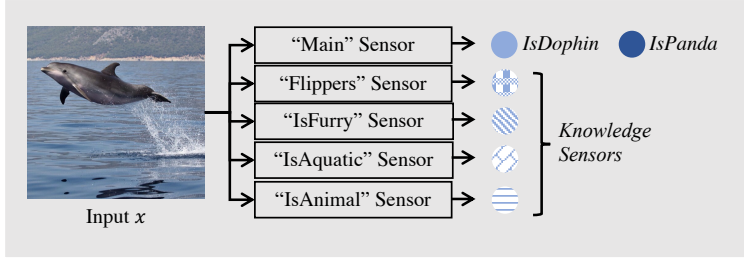 “Main” Sensor
IsDophin
IsPanda
“Flippers” Sensor
“IsFurry” Sensor
“IsAquatic” Sensor
“IsAnimal” Sensor
Knowledge
Sensors
Input x